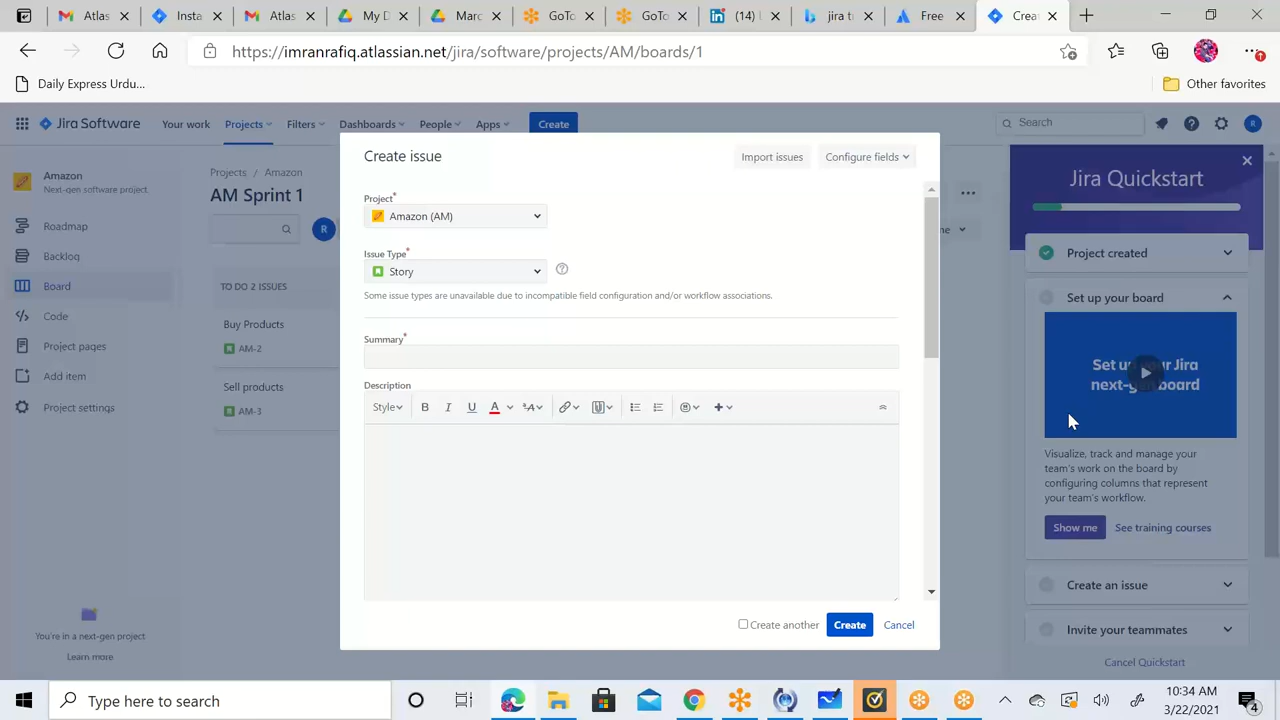 Atlas
Insta
Atlas
My D
Marc
GoTo
GoTo
(14)
jira t
Free
Crea
https://imranrafiq.atlassian.net/jira/software/projects/AM/boards/1
Daily Express Urdu...
Other favorites
Jira Software
Your work
Projects
Filters
Dashboards
People
Apps
Create
Search
R
Amazon
Next-gen software project
Roadmap
Backlog
Board
Code
Project pages
Add item
Project settings
You're in a next-gen project
Learn more
Projects
Amazon
AM Sprint 1
R
TO DO 2 ISSUES
Buy Products
AM-2
Sell products
AM-3
Create issue
Import issues
Configure fields
Project*
Amazon (AM)
Issue Type*
Story
Some issue types are unavailable due to incompatible field configuration and/or workflow associations.
Summary*
Description
Style
B I U A
Create another
Create
Cancel
Jira Quickstart
Project created
Set up your board
Set up your Jira
next-gen board
Visualize, track and manage your
team's work on the board by
configuring columns that represent
your team's workflow.
Show me
See training courses
Create an issue
Invite your teammates
Cancel Quickstart
Type here to search
10:34 AM
3/22/2021
4